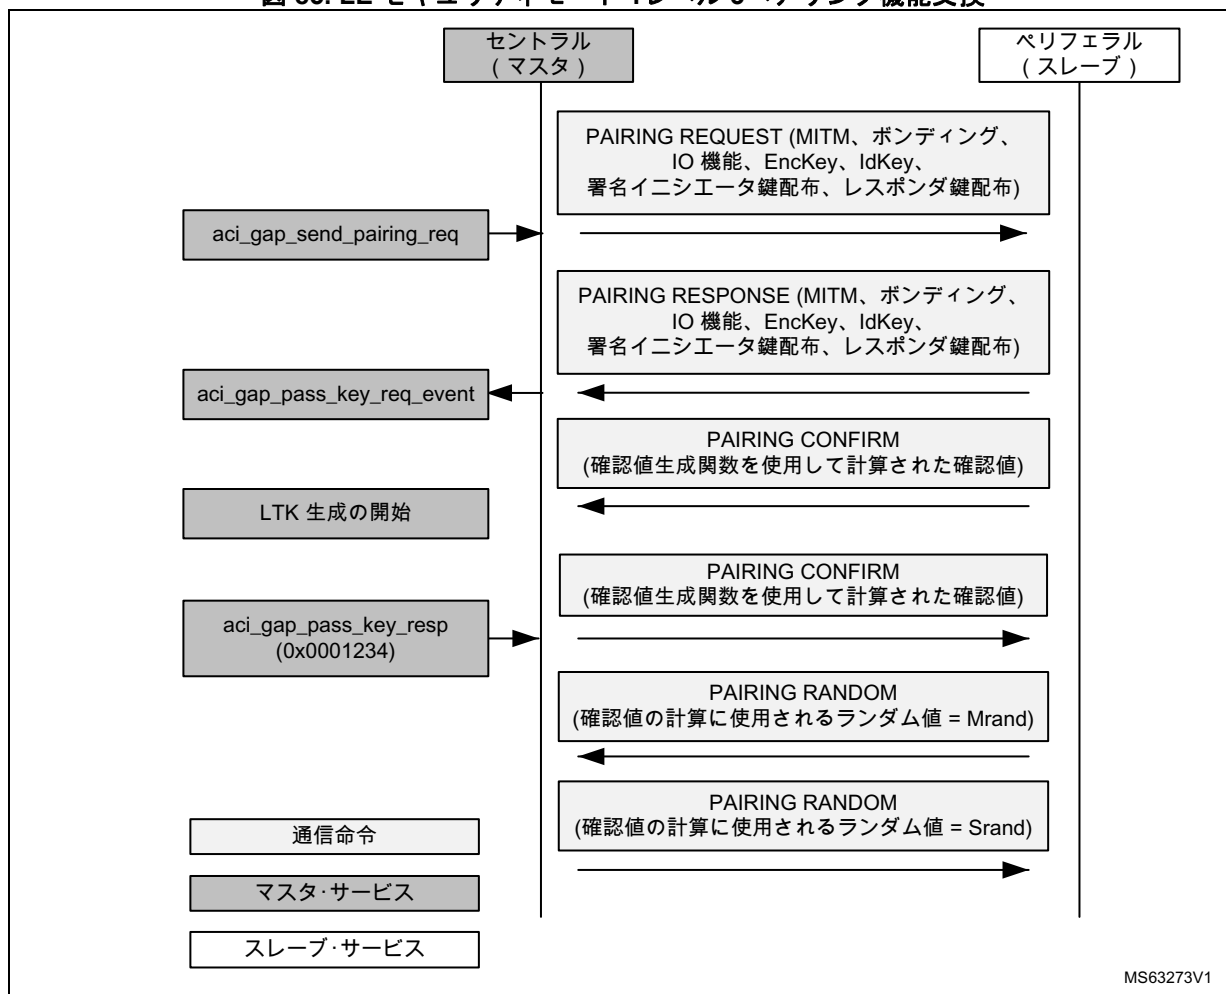 セントラル
( マスタ )
ペリフェラル
( スレーブ )
PAIRING REQUEST (MITM、ボンディング、
IO 機能、EncKey、IdKey、
署名イニシエータ鍵配布、レスポンダ鍵配布)
aci_gap_send_pairing_req
PAIRING RESPONSE (MITM、ボンディング、
IO 機能、EncKey、IdKey、
署名イニシエータ鍵配布、レスポンダ鍵配布)
aci_gap_pass_key_req_event
PAIRING CONFIRM
(確認値生成関数を使用して計算された確認値)
LTK 生成の開始
PAIRING CONFIRM
(確認値生成関数を使用して計算された確認値)
aci_gap_pass_key_resp
(0x0001234)
PAIRING RANDOM
(確認値の計算に使用されるランダム値 = Mrand)
PAIRING RANDOM
(確認値の計算に使用されるランダム値 = Srand)
通信命令
マスタ·サービス
スレーブ·サービス
MS63273V1